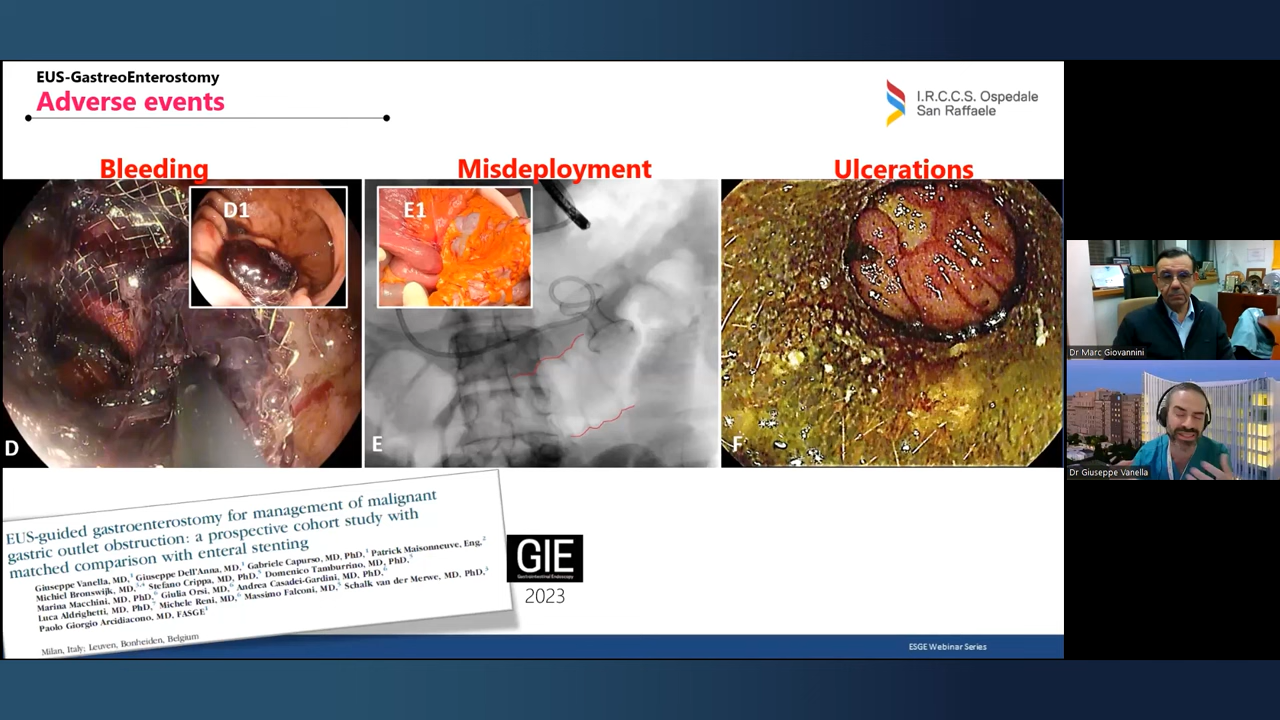 EUS-GastreoEnterostomy
Adverse events
I.R.C.C.S. Ospedale
San Raffaele
Bleeding
Misdeployment
Ulcerations
D1
E1
D
E
F
EUS-guided gastroenterostomy for management of malignant
gastric outlet obstruction: a prospective cohort study with
matched comparison with enteral stenting
Giuseppe Vanella, MD,¹ Giuseppe Dell'Anna, MD,¹ Gabriele Capurso, MD, PhD,¹ Patrick Maisonneuve, Eng.²
Michiel Bronswijk, MD,³,⁴ Stefano Crippa, MD, PhD,⁵ Domenico Tamburrino, MD, PhD,⁵
Marina Macchini, MD, PhD,⁶ Giulia Orsi, MD,⁶ Andrea Casadei-Gardini, MD, PhD,⁶
Luca Aldrighetti, MD, PhD,⁷ Michele Reni, MD,⁶ Massimo Falconi, MD,⁵ Schalk van der Merwe, MD, PhD,³
Paolo Giorgio Arcidiacono, MD, FASGE¹
Milan, Italy; Leuven, Bonheiden, Belgium
GIE
Gastrointestinal Endoscopy
2023
ESGE Webinar Series
Dr Marc Giovannini
Dr Giuseppe Vanella